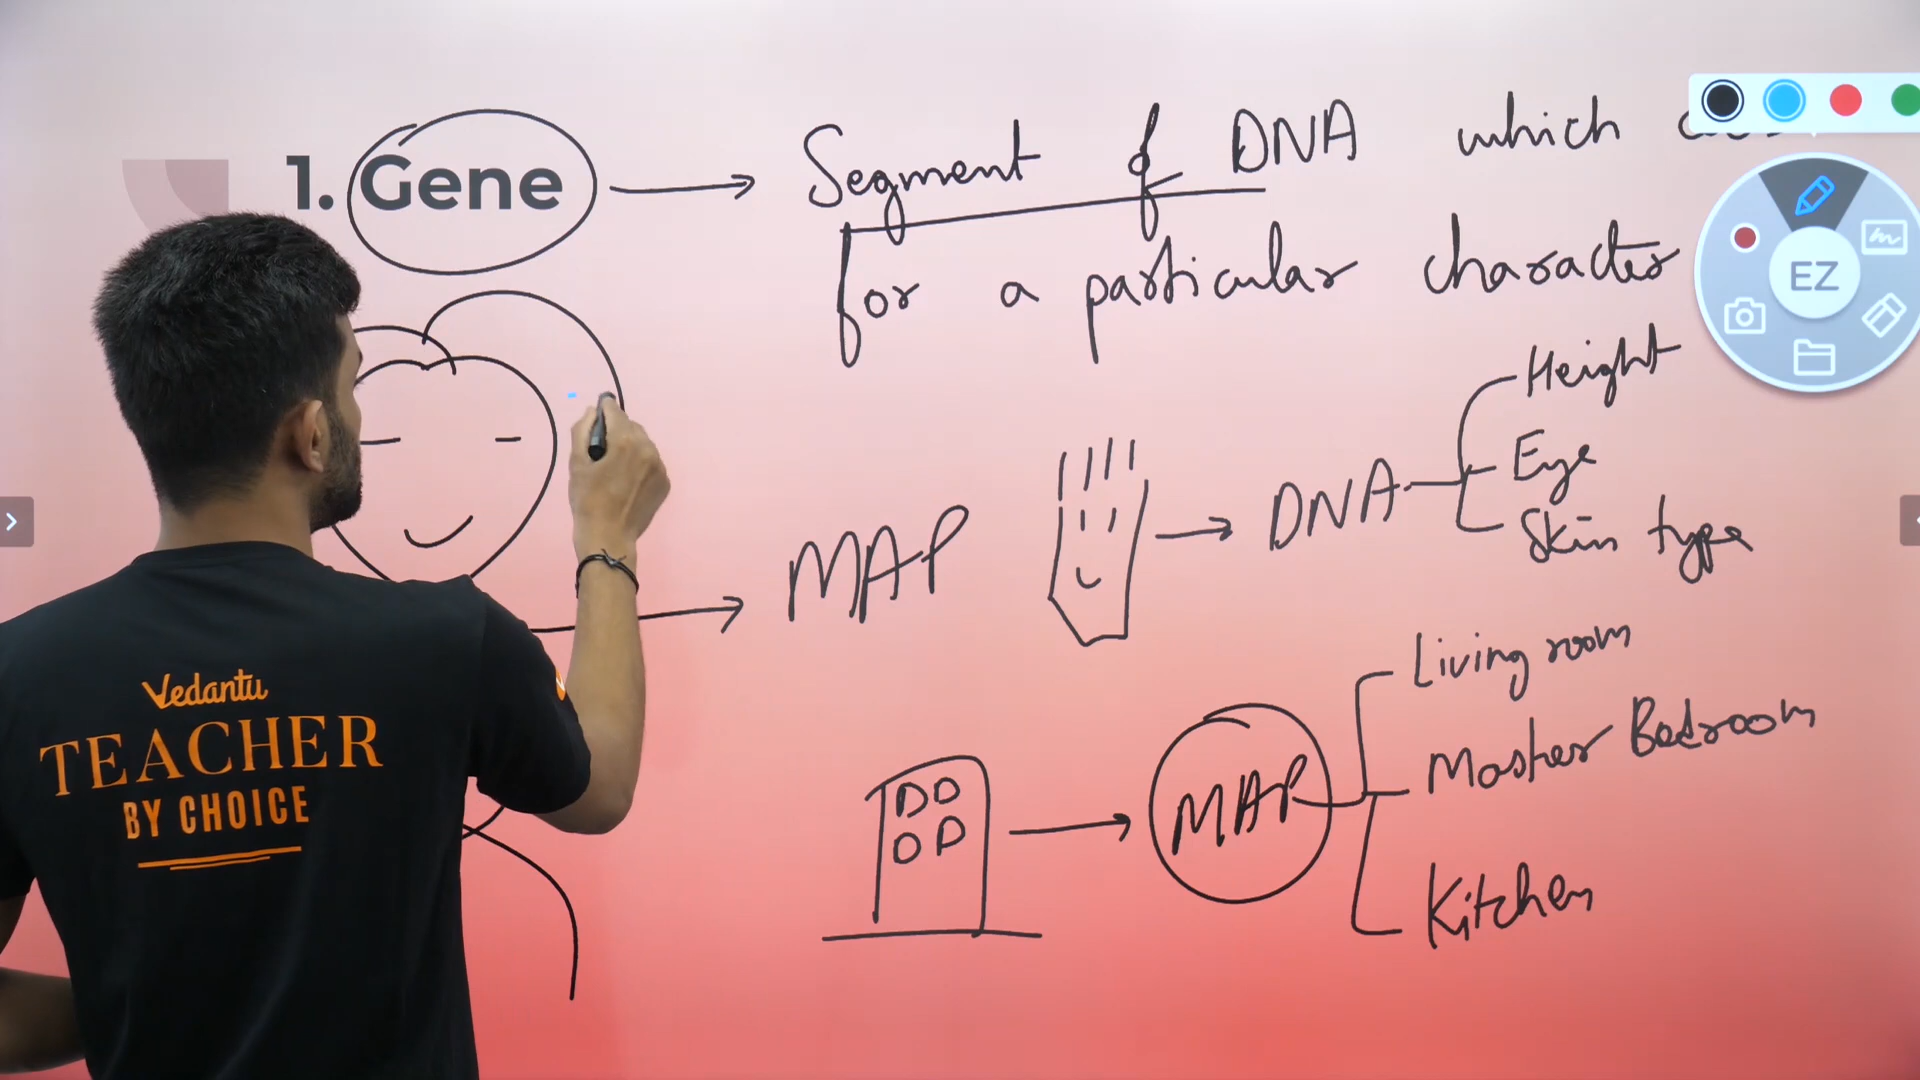 1. Gene
Segment of DNA which
for a particular character
Height
Eye
DNA
Skin type
MAP
Living room
Master Bedroom
MAP
Kitchen
EZ
Vedantu
TEACHER
BY CHOICE